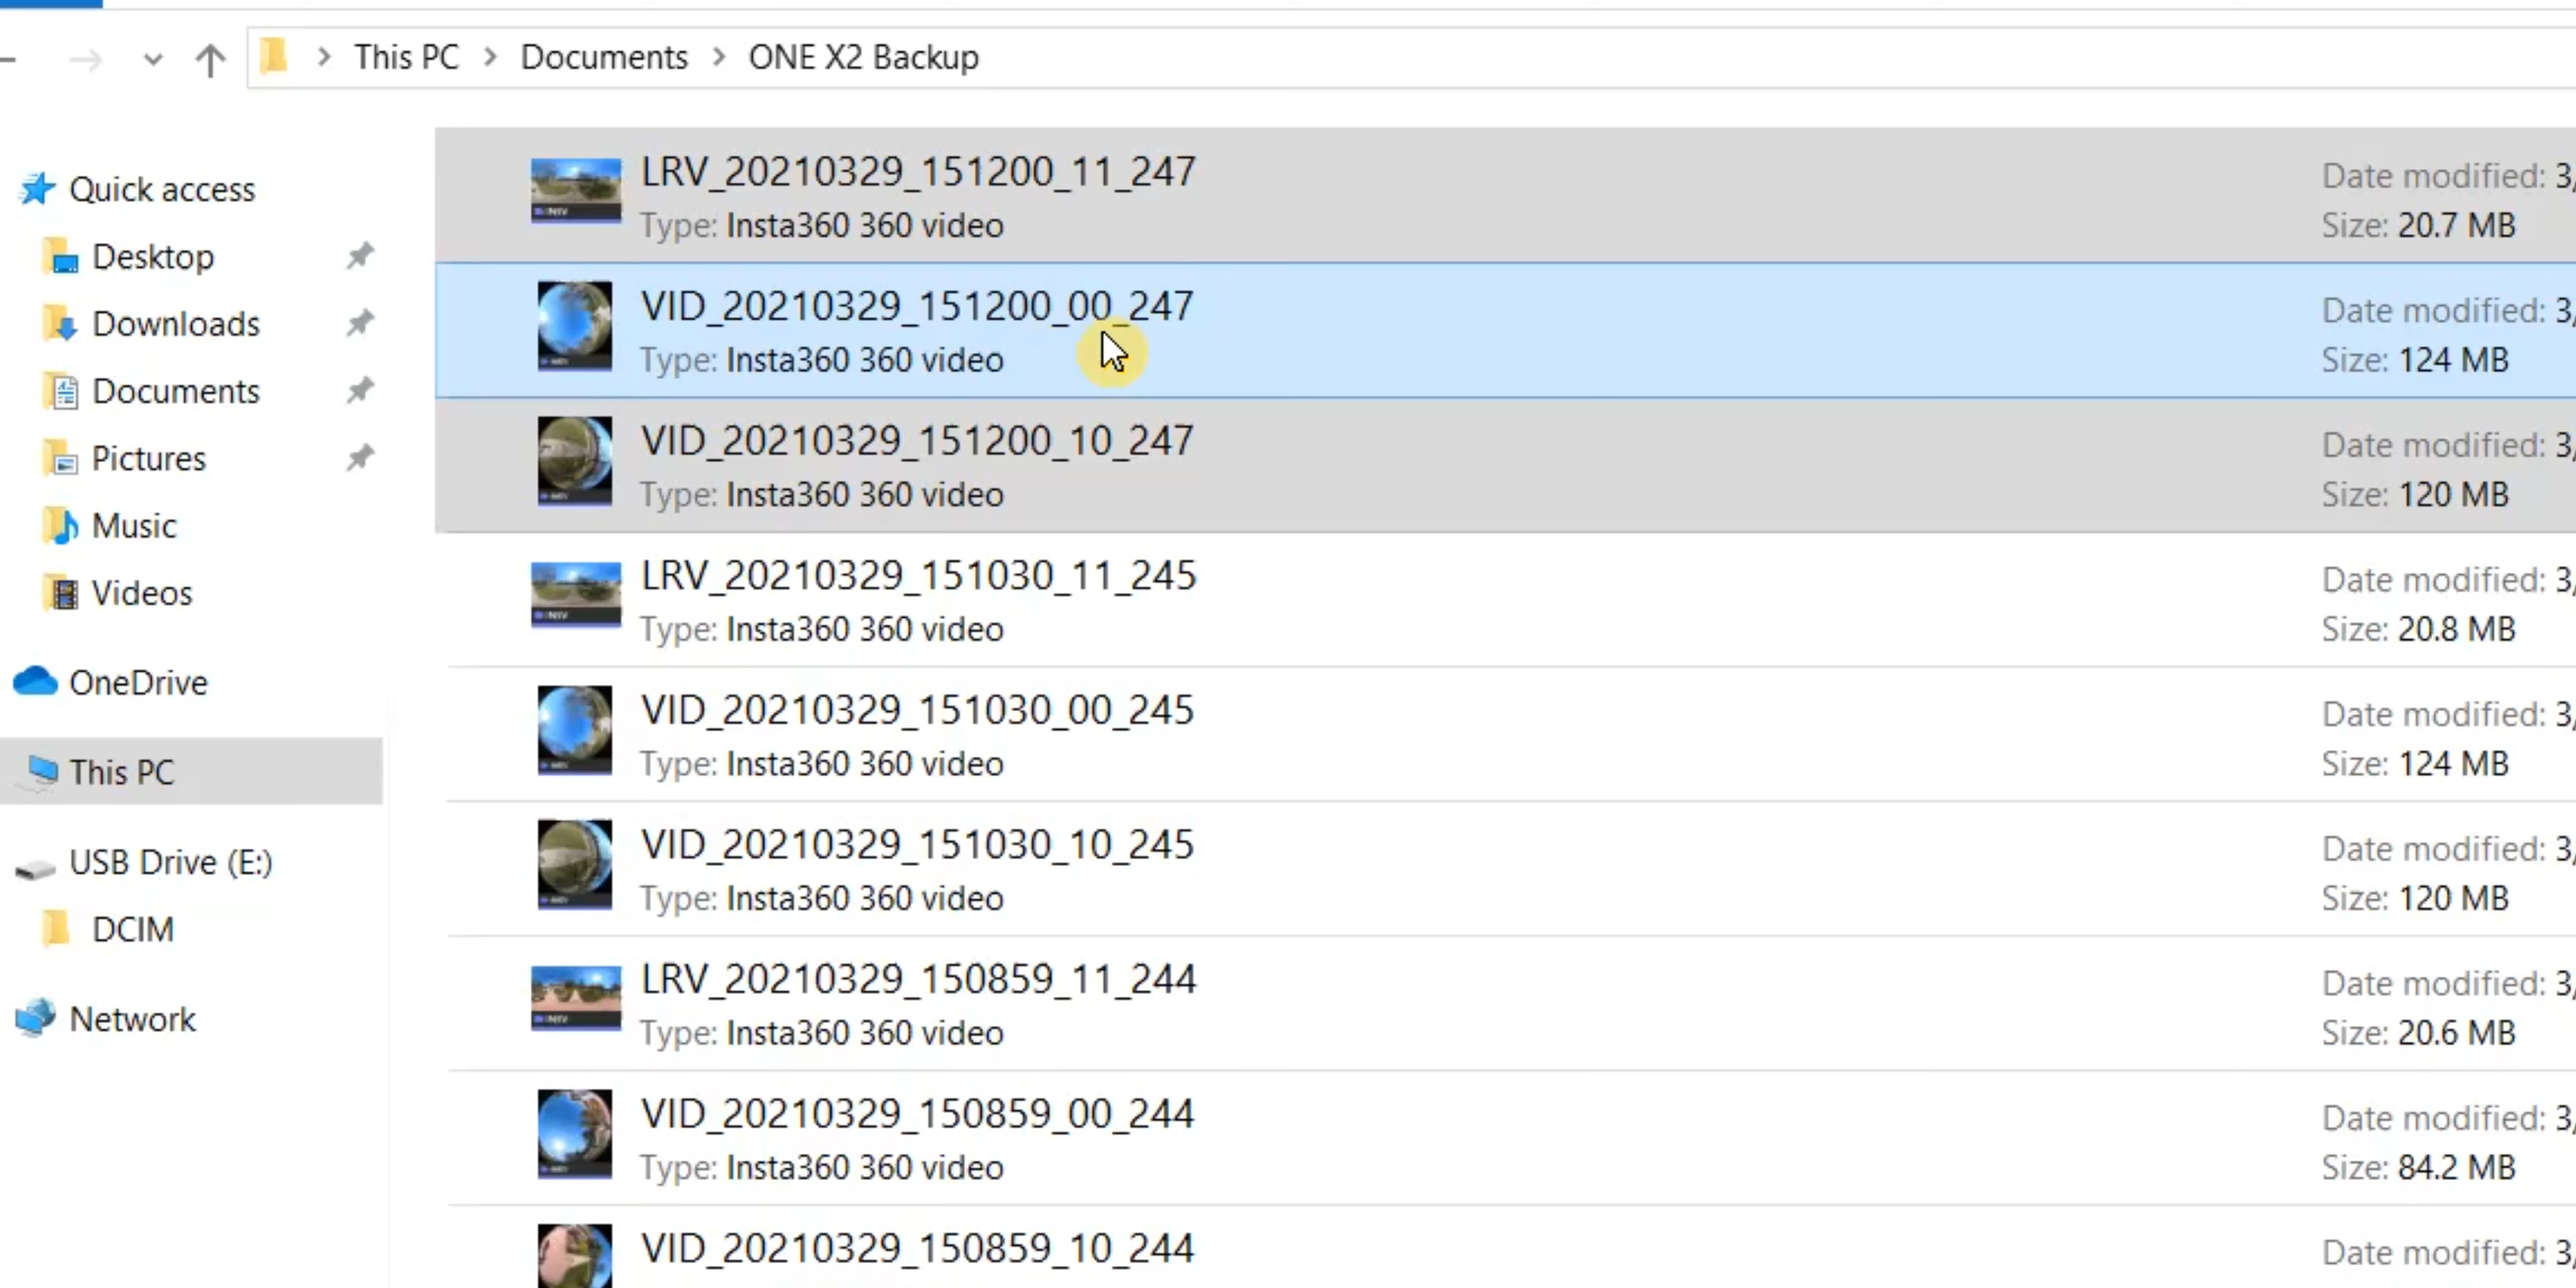 This PC > Documents > ONE X2 Backup
Quick access
Desktop
Downloads
Documents
Pictures
Music
Videos
OneDrive
This PC
USB Drive (E:)
DCIM
Network
LRV_20210329_151200_11_247
Type: Insta360 360 video
Date modified: 3/
Size: 20.7 MB
VID_20210329_151200_00_247
Type: Insta360 360 video
Date modified: 3/
Size: 124 MB
VID_20210329_151200_10_247
Type: Insta360 360 video
Date modified: 3/
Size: 120 MB
LRV_20210329_151030_11_245
Type: Insta360 360 video
Date modified: 3/
Size: 20.8 MB
VID_20210329_151030_00_245
Type: Insta360 360 video
Date modified: 3/
Size: 124 MB
VID_20210329_151030_10_245
Type: Insta360 360 video
Date modified: 3/
Size: 120 MB
LRV_20210329_150859_11_244
Type: Insta360 360 video
Date modified: 3/
Size: 20.6 MB
VID_20210329_150859_00_244
Type: Insta360 360 video
Date modified: 3/
Size: 84.2 MB
VID_20210329_150859_10_244
Date modified: 3/